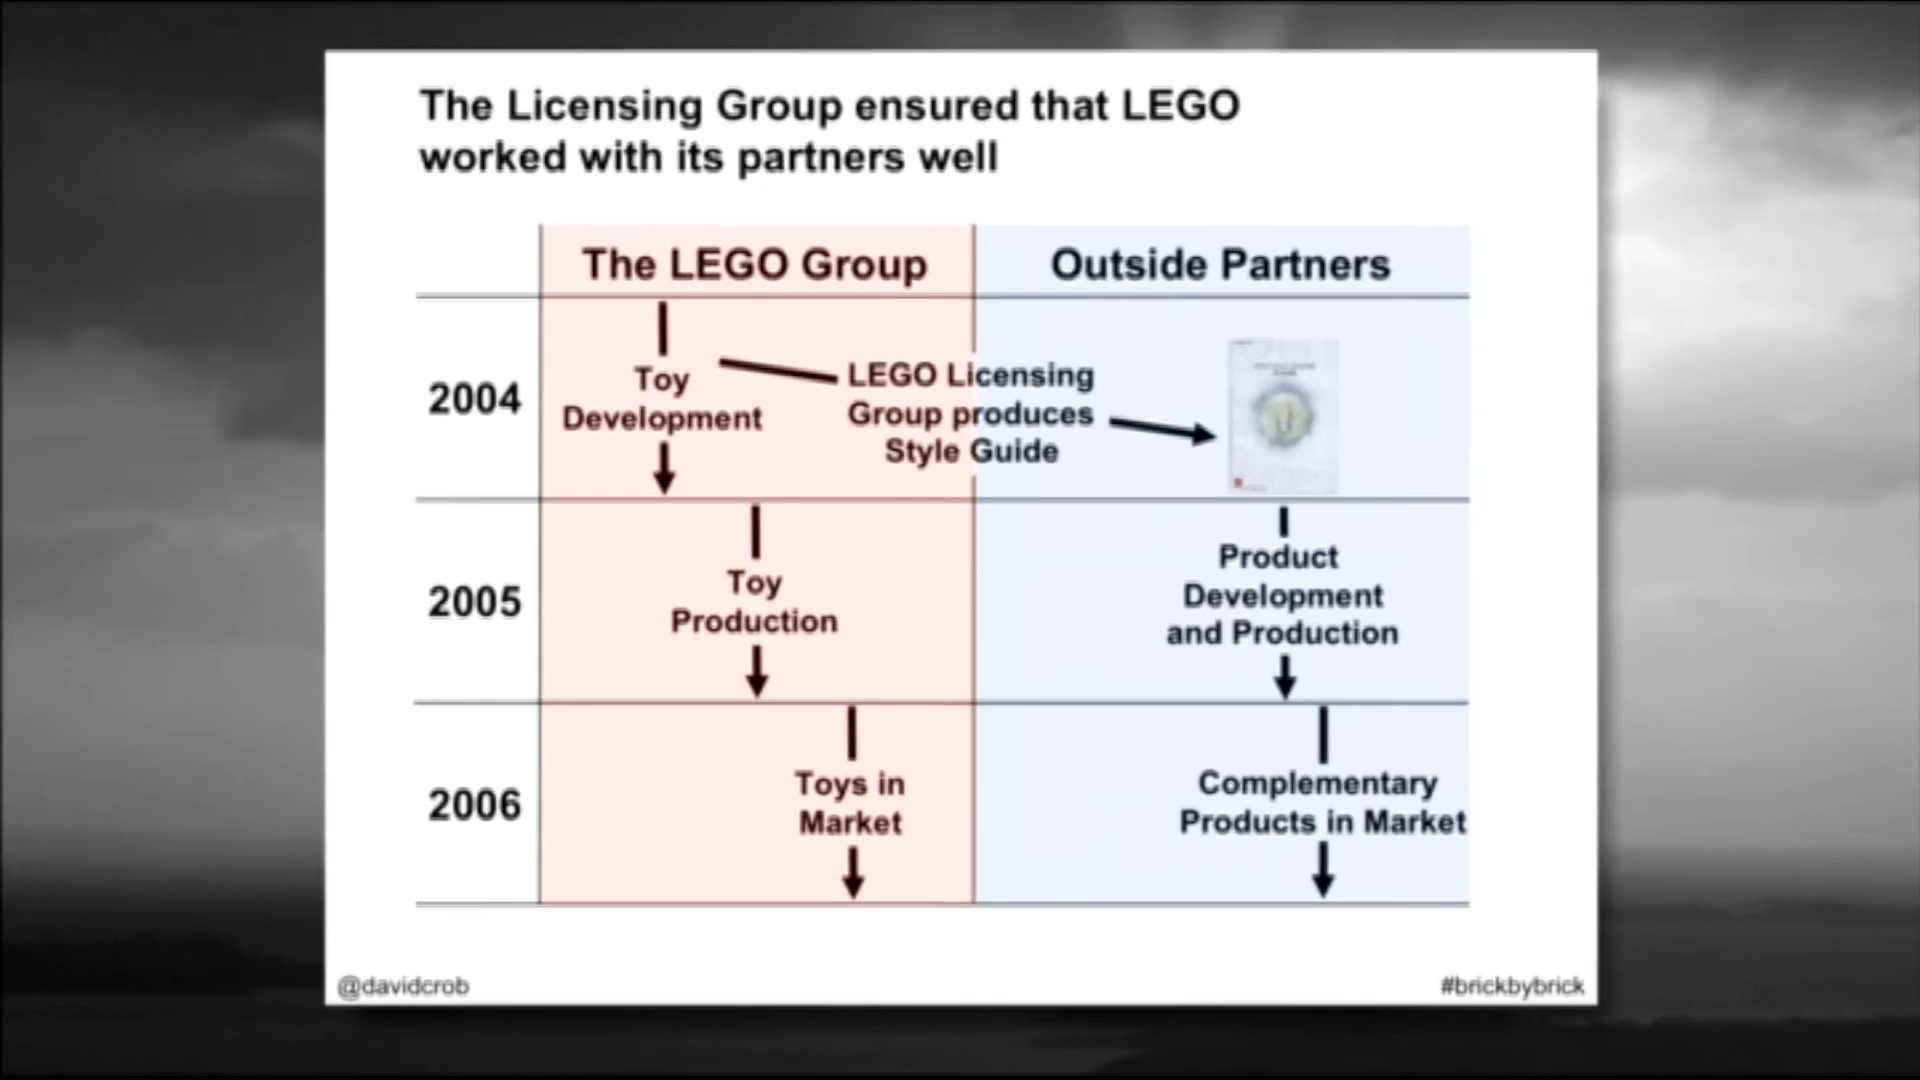 The Licensing Group ensured that LEGO
worked with its partners well
The LEGO Group
Outside Partners
2004
Toy
Development
LEGO Licensing
Group produces
Style Guide
2005
Toy
Production
Product
Development
and Production
2006
Toys in
Market
Complementary
Products in Market
@davidcrob
#brickbybrick